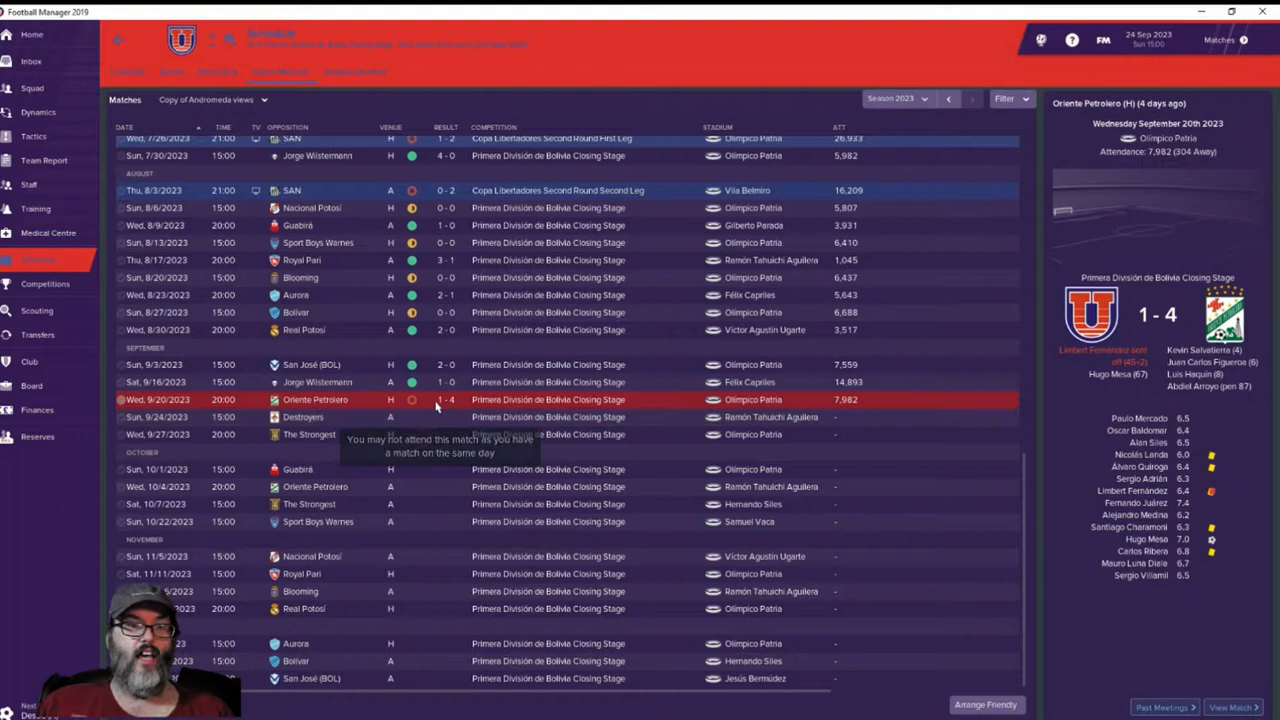 Football Manager 2019
Home
Inbox
Squad
Dynamics
Tactics
Team Report
Staff
Training
Medical Centre
Schedule
Competitions
Scouting
Transfers
Club
Board
Finances
Reserves
Schedule
24 Sep 2023
Sun 15:00
FM
Matches
Matches Copy of Andromeda views
Season 2023
Filter
DATE TIME TV OPPOSITION VENUE RESULT COMPETITION STADIUM ATT
Wed, 7/26/2023 21:00 SAN H 1 - 2 Copa Libertadores Second Round First Leg Olímpico Patria 26,933
Sun, 7/30/2023 15:00 Jorge Wilstermann H 4 - 0 Primera División de Bolivia Closing Stage Olímpico Patria 5,982
AUGUST
Thu, 8/3/2023 21:00 SAN A 0 - 2 Copa Libertadores Second Round Second Leg Vila Belmiro 16,209
Sun, 8/6/2023 15:00 Nacional Potosí H 0 - 0 Primera División de Bolivia Closing Stage Olímpico Patria 5,807
Wed, 8/9/2023 20:00 Guabirá A 1 - 0 Primera División de Bolivia Closing Stage Gilberto Parada 3,931
Sun, 8/13/2023 15:00 Sport Boys Warnes H 0 - 0 Primera División de Bolivia Closing Stage Olímpico Patria 6,410
Thu, 8/17/2023 20:00 Royal Pari A 3 - 1 Primera División de Bolivia Closing Stage Ramón Tahuichi Aguilera 1,045
Sun, 8/20/2023 15:00 Blooming H 0 - 0 Primera División de Bolivia Closing Stage Olímpico Patria 6,437
Wed, 8/23/2023 20:00 Aurora A 2 - 1 Primera División de Bolivia Closing Stage Félix Capriles 5,643
Sun, 8/27/2023 15:00 Bolívar H 0 - 0 Primera División de Bolivia Closing Stage Olímpico Patria 6,688
Wed, 8/30/2023 20:00 Real Potosí A 2 - 0 Primera División de Bolivia Closing Stage Víctor Agustín Ugarte 3,517
SEPTEMBER
Sun, 9/3/2023 15:00 San José (BOL) H 2 - 0 Primera División de Bolivia Closing Stage Olímpico Patria 7,559
Sat, 9/16/2023 15:00 Jorge Wilstermann A 1 - 0 Primera División de Bolivia Closing Stage Félix Capriles 14,893
Wed, 9/20/2023 20:00 Oriente Petrolero H 1 - 4 Primera División de Bolivia Closing Stage Olímpico Patria 7,982
Sun, 9/24/2023 15:00 Destroyers A Primera División de Bolivia Closing Stage Ramón Tahuichi Aguilera -
Wed, 9/27/2023 20:00 The Strongest Primera División de Bolivia Closing Stage Olímpico Patria -
You may not attend this match as you have
a match on the same day
OCTOBER
Sun, 10/1/2023 15:00 Guabirá H Primera División de Bolivia Closing Stage Olímpico Patria -
Wed, 10/4/2023 20:00 Oriente Petrolero A Primera División de Bolivia Closing Stage Ramón Tahuichi Aguilera -
Sat, 10/7/2023 15:00 The Strongest A Primera División de Bolivia Closing Stage Hernando Siles -
Sun, 10/22/2023 15:00 Sport Boys Warnes A Primera División de Bolivia Closing Stage Samuel Vaca -
NOVEMBER
Sun, 11/5/2023 15:00 Nacional Potosí A Primera División de Bolivia Closing Stage Víctor Agustín Ugarte -
Sat, 11/11/2023 15:00 Royal Pari H Primera División de Bolivia Closing Stage Olímpico Patria -
/2023 15:00 Blooming A Primera División de Bolivia Closing Stage Ramón Tahuichi Aguilera -
2023 20:00 Real Potosí H Primera División de Bolivia Closing Stage Olímpico Patria -
23 15:00 Aurora H Primera División de Bolivia Closing Stage Olímpico Patria -
23 15:00 Bolívar A Primera División de Bolivia Closing Stage Hernando Siles -
15:00 San José (BOL) A Primera División de Bolivia Closing Stage Jesús Bermúdez -
Arrange Friendly
Oriente Petrolero (H) (4 days ago)
Wednesday September 20th 2023
Olímpico Patria
Attendance: 7,982 (304 Away)
Primera División de Bolivia Closing Stage
1 - 4
Limbert Fernández sent
off (45+2)
Hugo Mesa (67)
Kevin Salvatierra (4)
Juan Carlos Figueroa (6)
Luis Haquín (8)
Abdiel Arroyo (pen 87)
Paulo Mercado 6.5
Oscar Baldomar 6.4
Alan Siles 6.5
Nicolás Landa 6.0
Álvaro Quiroga 6.4
Sergio Adrián 6.3
Limbert Fernández 6.4
Fernando Juárez 7.4
Alejandro Medina 6.2
Santiago Charamoni 6.3
Hugo Mesa 7.0
Carlos Ribera 6.8
Mauro Luna Diale 6.7
Sergio Villamil 6.5
Past Meetings
View Match
Next